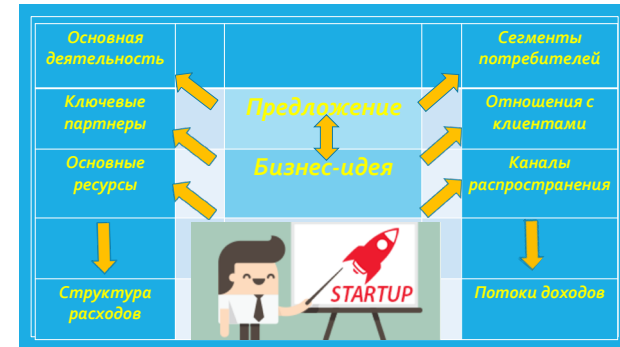 Основная
деятельность
Сегменты
потребителей
Ключевые
партнеры
Предложение
Отношения с
клиентами
Основные
ресурсы
Бизнес-идея
Каналы
распространения
STARTUP
Структура
расходов
Потоки доходов